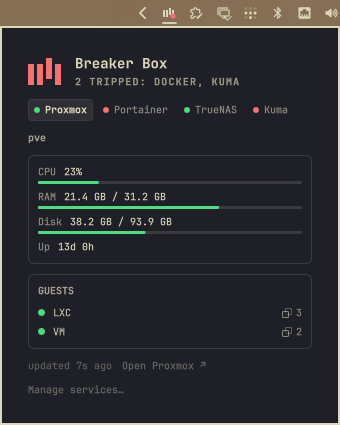 Breaker Box
2 TRIPPED: DOCKER, KUMA
Proxmox Portainer TrueNAS Kuma
pve
CPU 23%
RAM 21.4 GB / 31.2 GB
Disk 38.2 GB / 93.9 GB
Up 13d 0h
GUESTS
LXC 3
VM 2
updated 7s ago Open Proxmox ↗
Manage services…